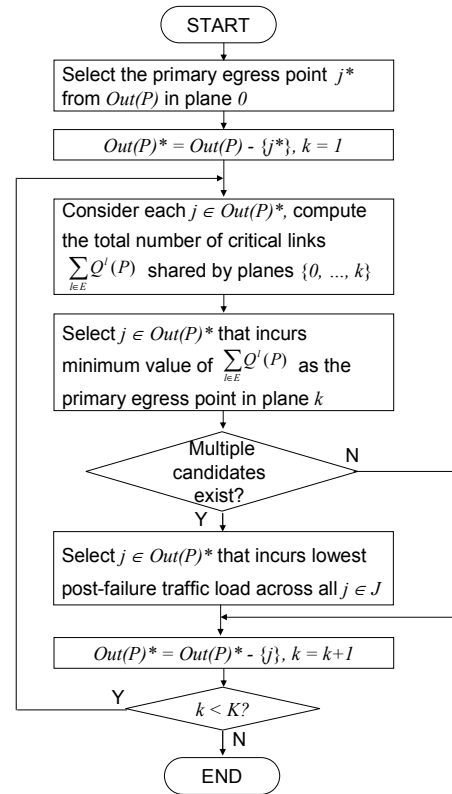 START
Select the primary egress point j*
from Out(P) in plane 0
Out(P)* = Out(P) - {j*}, k = 1
Consider each j ∈ Out(P)*, compute
the total number of critical links
∑_{l∈E} Q^l(P) shared by planes {0, ..., k}
Select j ∈ Out(P)* that incurs
minimum value of ∑_{l∈E} Q^l(P) as the
primary egress point in plane k
Multiple
candidates
exist?
N
Y
Select j ∈ Out(P)* that incurs lowest
post-failure traffic load across all j ∈ J
Out(P)* = Out(P)* - {j}, k = k+1
Y
k < K?
N
END